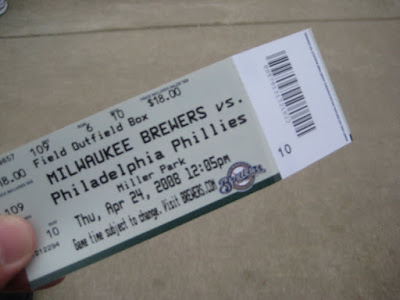 109 6 10 $18.00
Field Outfield Box
MILWAUKEE BREWERS vs.
Philadelphia Phillies
Miller Park
Thu, Apr 24, 2008 12:05pm
Game time subject to change. Visit BREWERS.COM
Brewers
18.00
109
10
012294
10